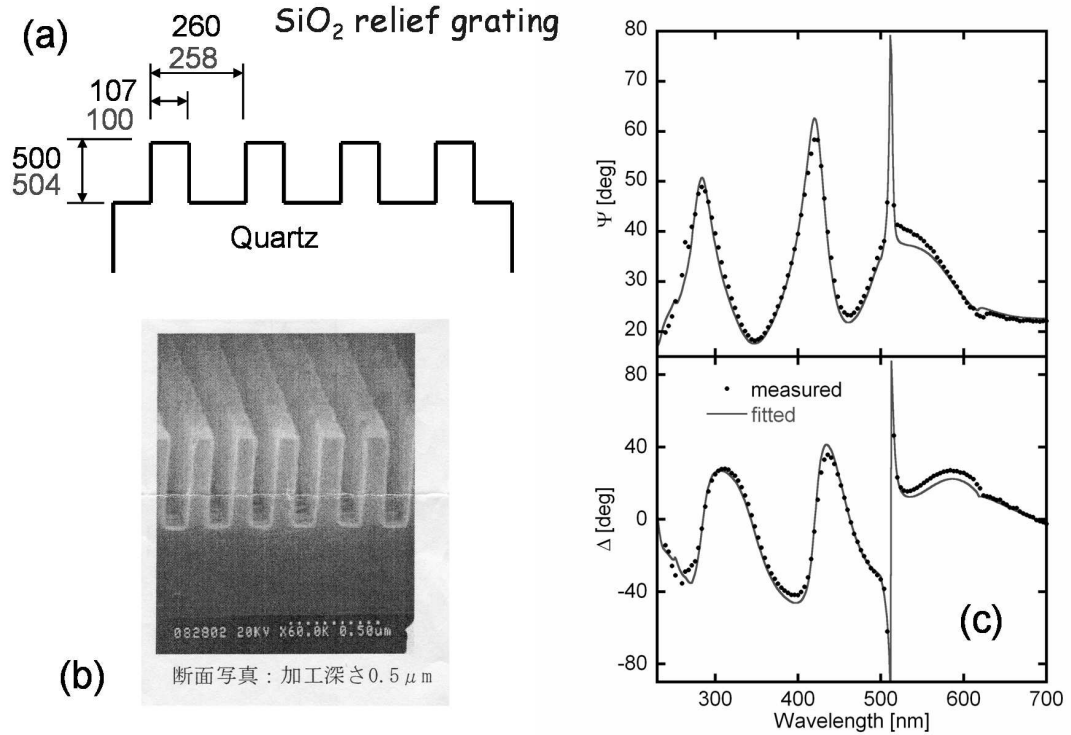 (a)
SiO₂ relief grating
260
258
107
100
500
504
Quartz
(b)
082802 20KV X60.0K 0.50um
断面写真：加工深さ0.5μm
80
70
60
50
40
30
20
Ψ [deg]
80
40
0
-40
-80
Δ [deg]
measured
fitted
(c)
300 400 500 600 700
Wavelength [nm]